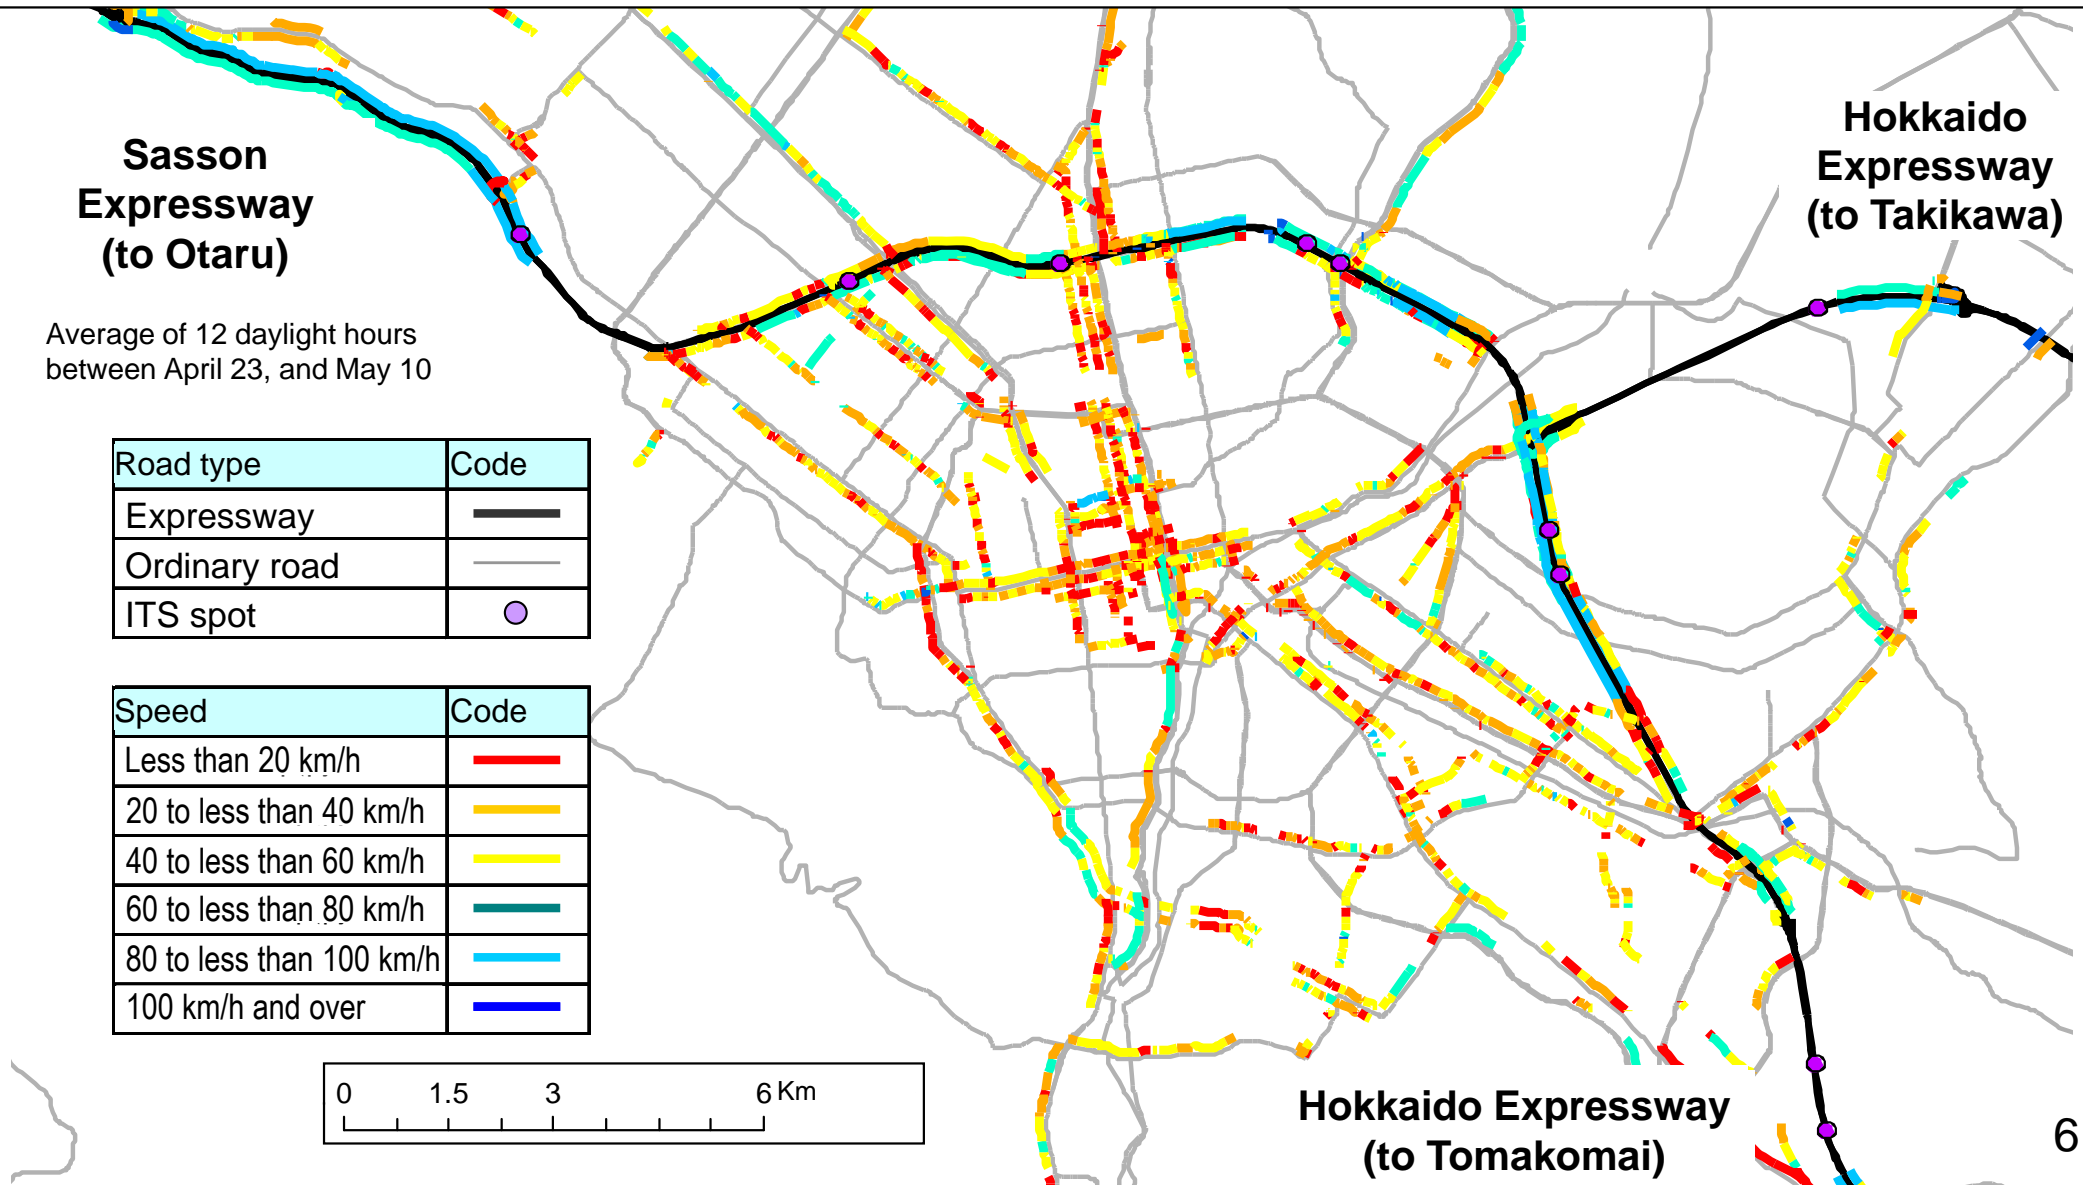 Sasson
Expressway
(to Otaru)
Hokkaido
Expressway
(to Takikawa)
Average of 12 daylight hours
between April 23, and May 10
Road type Code
Expressway
Ordinary road
ITS spot
Speed Code
Less than 20 km/h
20 to less than 40 km/h
40 to less than 60 km/h
60 to less than 80 km/h
80 to less than 100 km/h
100 km/h and over
0 1.5 3 6 Km
Hokkaido Expressway
(to Tomakomai)
6